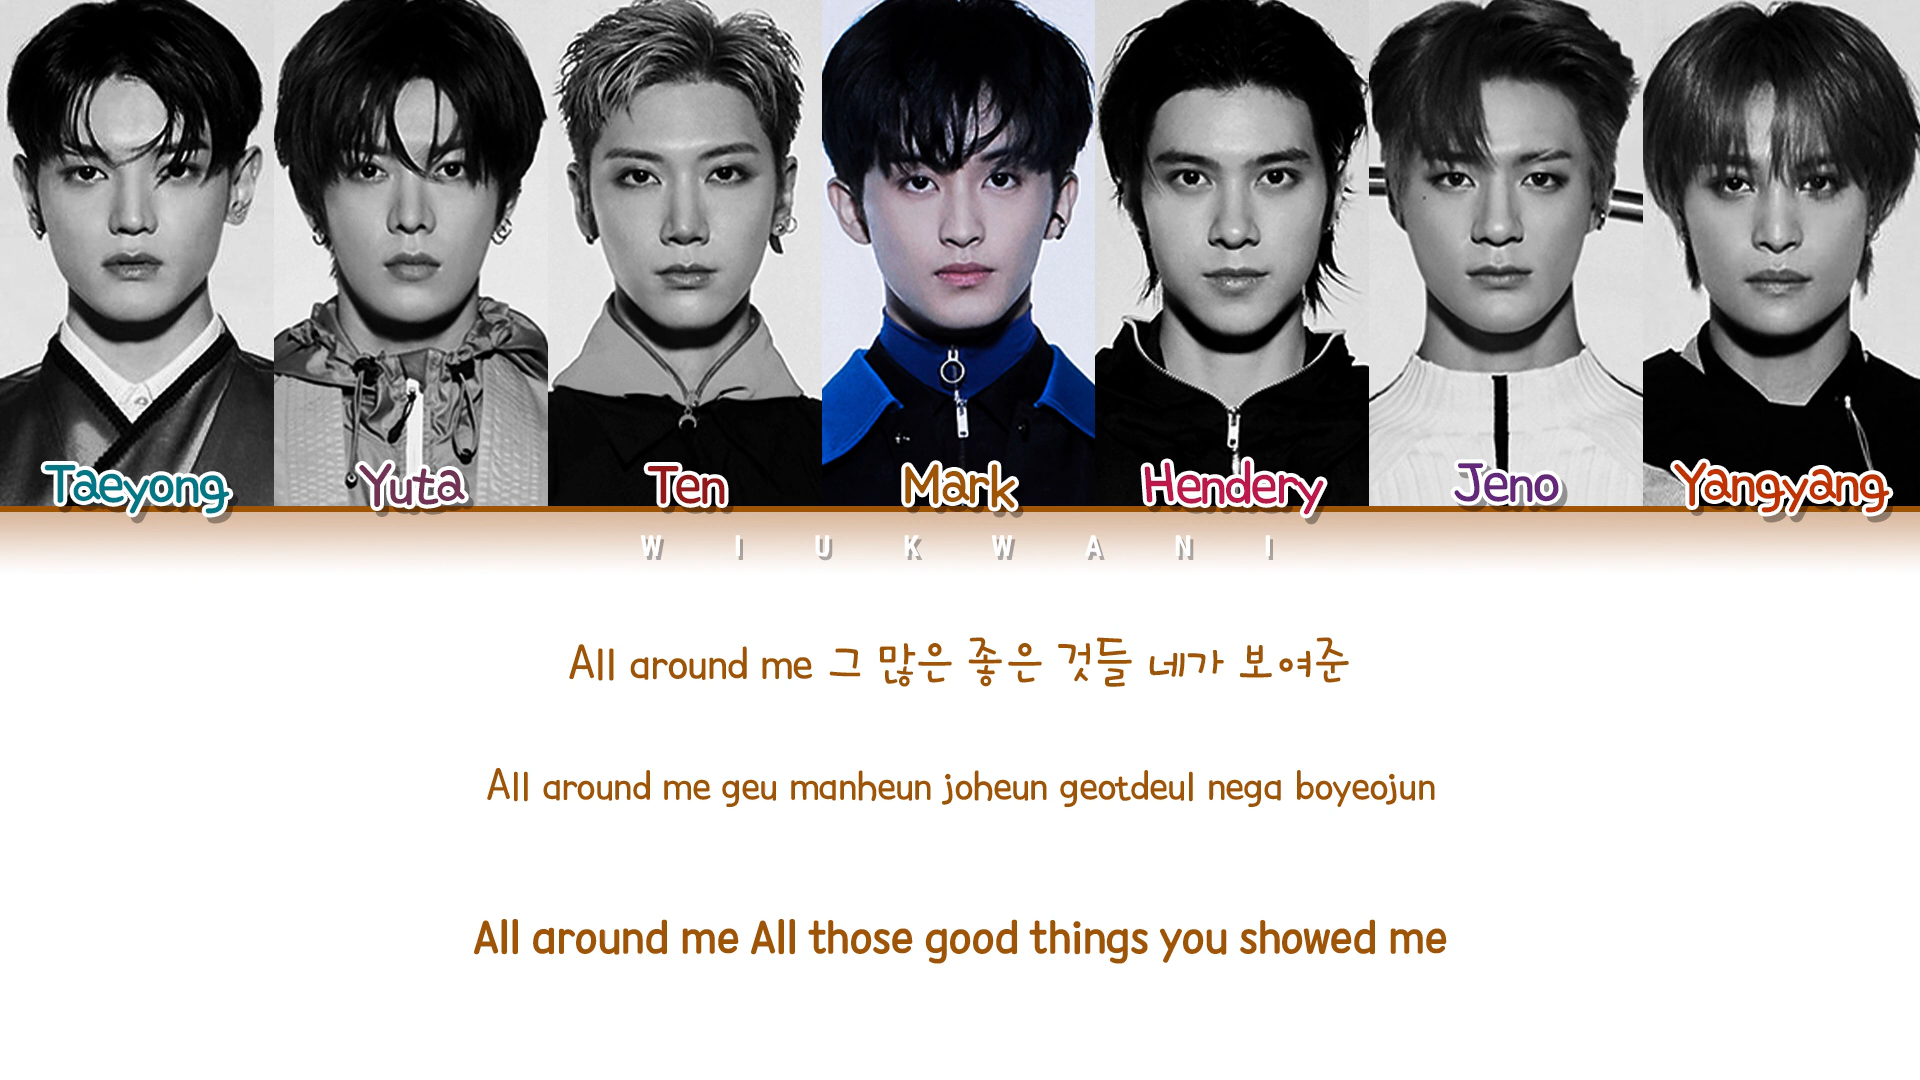 Taeyong Yuta Ten Mark Hendery Jeno Yangyang
W I U K W A N I
All around me 그 많은 좋은 것들 네가 보여준
All around me geu manheun joheun geotdeul nega boyeojun
All around me All those good things you showed me